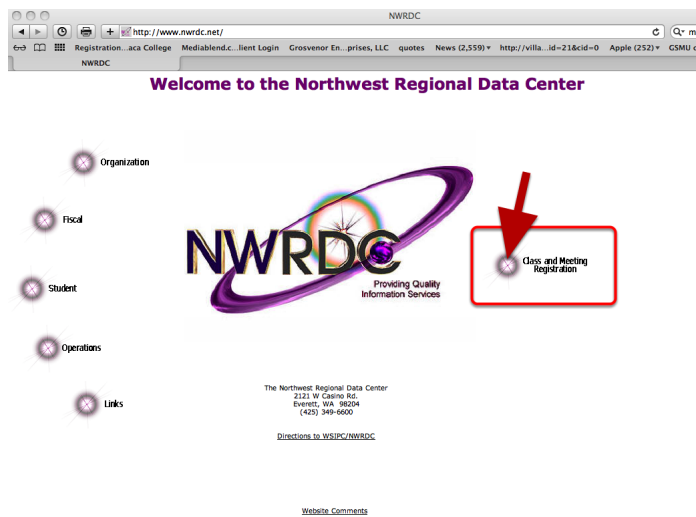 NWRDC
http://www.nwrdc.net/
Q▾ m
Registration...aca College Mediablend.c...lient Login Grosvenor En...prises, LLC quotes News (2,559)▾ http://villa...id=21&cid=0 Apple (252)▾ GSMU
NWRDC
Welcome to the Northwest Regional Data Center
Organization
Fiscal
Student
Operations
Links
NWRDC
Providing Quality
Information Services
Class and Meeting
Registration
The Northwest Regional Data Center
2121 W Casino Rd.
Everett, WA 98204
(425) 349-6600
Directions to WSIPC/NWRDC
Website Comments